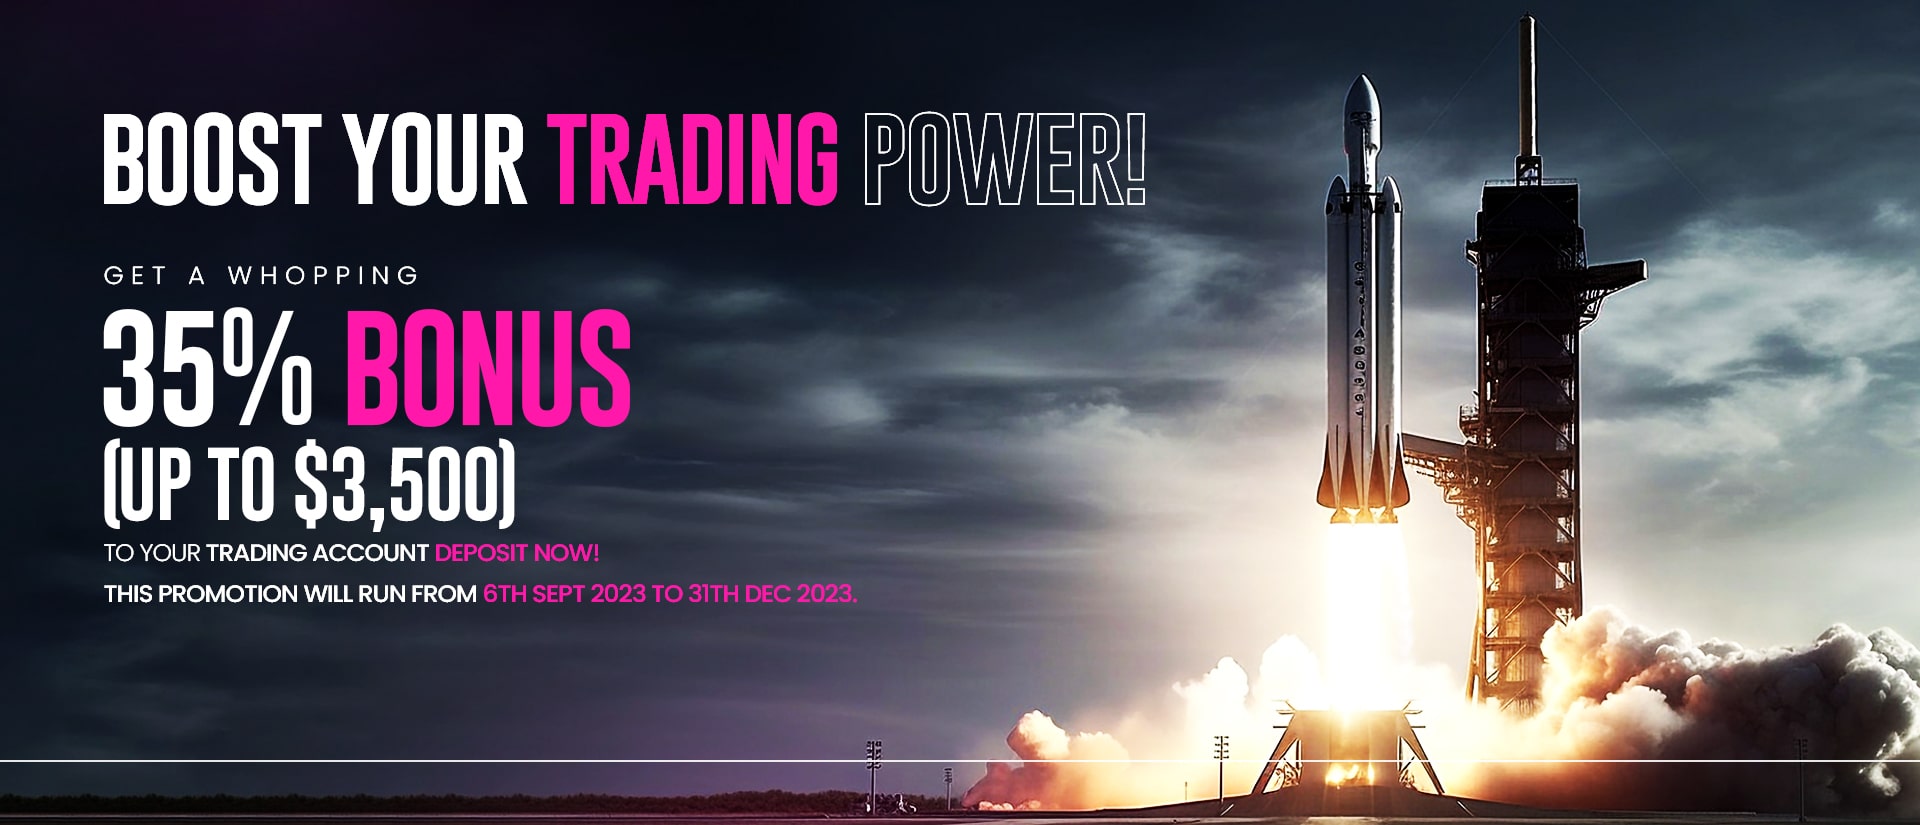 BOOST YOUR TRADING POWER!
GET A WHOPPING
35% BONUS
(UP TO $3,500)
TO YOUR TRADING ACCOUNT DEPOSIT NOW!
THIS PROMOTION WILL RUN FROM 6TH SEPT 2023 TO 31TH DEC 2023.